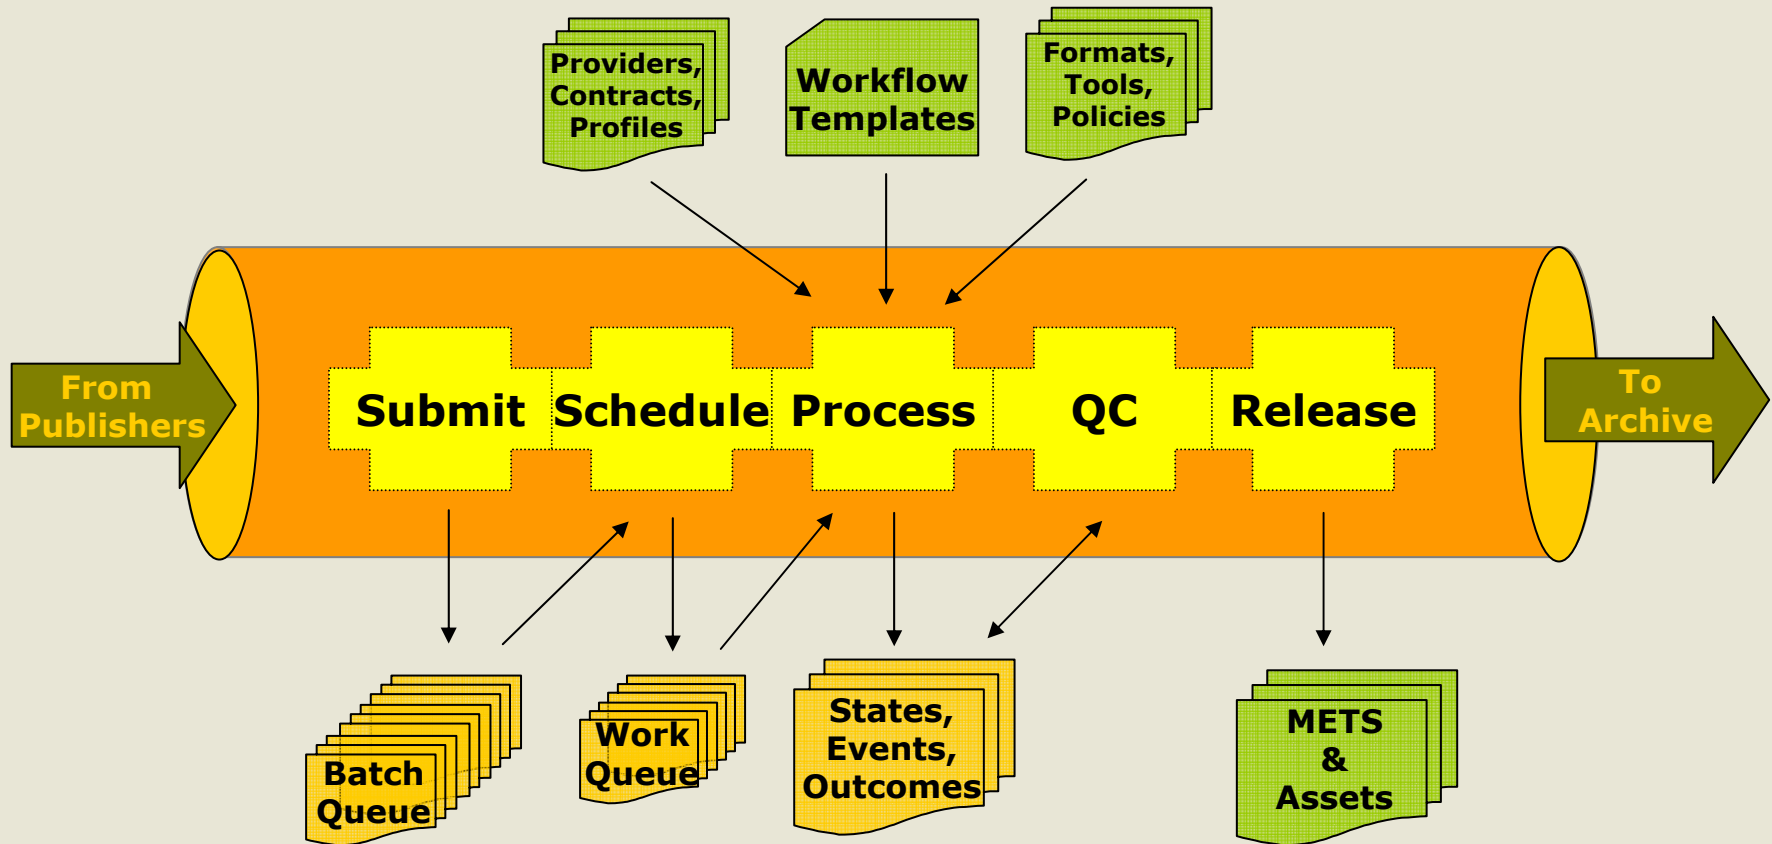 Providers,
Contracts,
Profiles
Workflow
Templates
Formats,
Tools,
Policies
From
Publishers
Submit
Schedule
Process
QC
Release
To
Archive
Batch
Queue
Work
Queue
States,
Events,
Outcomes
METS
&
Assets